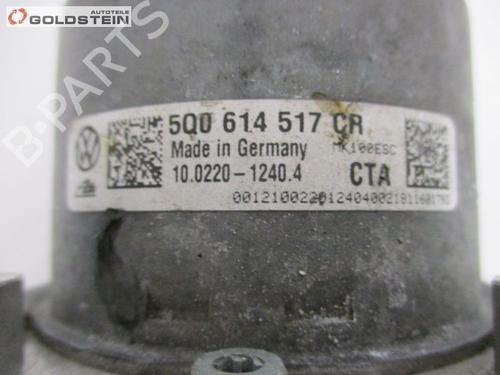 AUTOTEILE
GOLDSTEIN
B-PARTS
5Q0 614 517 CR
Made in Germany MK100ESC
10.0220-1240.4 CTA